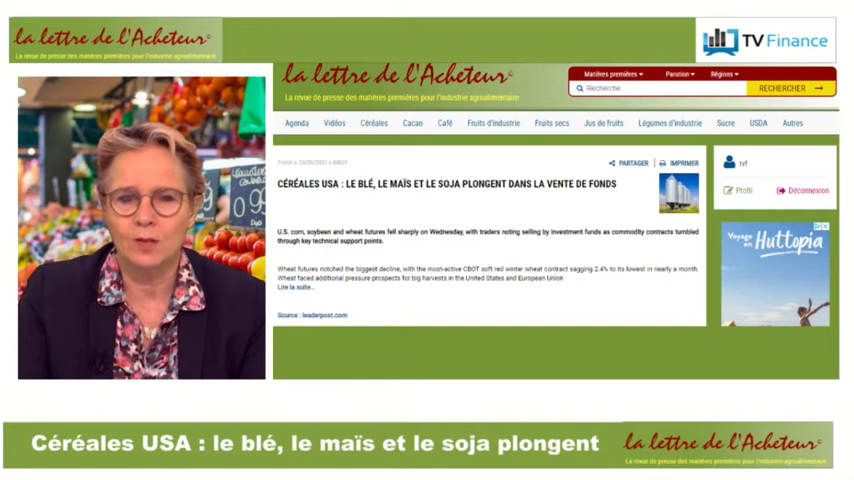 la lettre de l'Acheteur©
La revue de presse des matières premières pour l'industrie agroalimentaire
TV Finance
la lettre de l'Acheteur©
La revue de presse des matières premières pour l'industrie agroalimentaire
Matières premières Parution Régions
Recherche RECHERCHER
Agenda Vidéos Céréales Cacao Café Fruits d'industrie Fruits secs Jus de fruits Légumes d'industrie Sucre USDA Autres
PARTAGER IMPRIMER
CÉRÉALES USA : LE BLÉ, LE MAÏS ET LE SOJA PLONGENT DANS LA VENTE DE FONDS
U.S. corn, soybean and wheat futures fell sharply on Wednesday, with traders noting selling by investment funds as commodity contracts tumbled
through key technical support points.
Wheat futures notched the biggest decline, with the most-active CBOT soft red winter wheat contract sagging 2.4% to its lowest in nearly a month.
Wheat faced additional pressure prospects for big harvests in the United States and European Union
Lire la suite...
Source : leaderpost.com
tvf
Profil
Déconnexion
Voyage
en Huttopia
0 99
Céréales USA : le blé, le maïs et le soja plongent
la lettre de l'Acheteur©
La revue de presse des matières premières pour l'industrie agroalimentaire